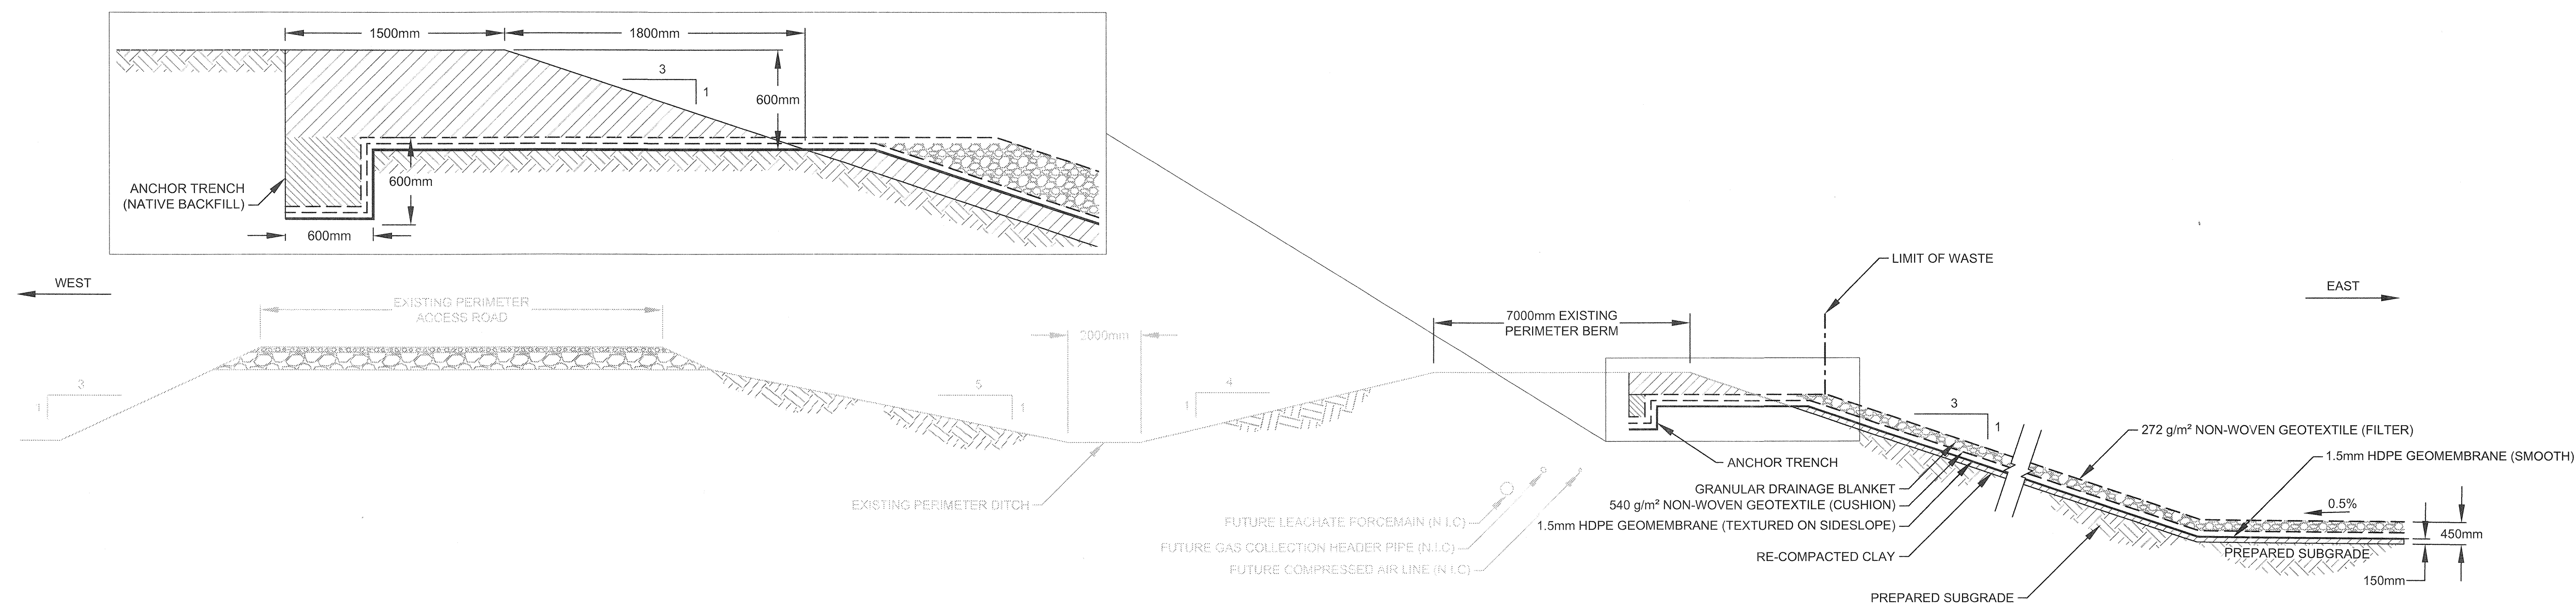 1500mm
1800mm
3
1
600mm
600mm
ANCHOR TRENCH
(NATIVE BACKFILL)
600mm
WEST
EXISTING PERIMETER
ACCESS ROAD
2000mm
7000mm EXISTING
PERIMETER BERM
LIMIT OF WASTE
EAST
3
1
5
1
4
1
3
1
EXISTING PERIMETER DITCH
FUTURE LEACHATE FORCEMAIN (N.I.C)
FUTURE GAS COLLECTION HEADER PIPE (N.I.C)
FUTURE COMPRESSED AIR LINE (N.I.C)
ANCHOR TRENCH
GRANULAR DRAINAGE BLANKET
540 g/m² NON-WOVEN GEOTEXTILE (CUSHION)
1.5mm HDPE GEOMEMBRANE (TEXTURED ON SIDESLOPE)
RE-COMPACTED CLAY
PREPARED SUBGRADE
272 g/m² NON-WOVEN GEOTEXTILE (FILTER)
1.5mm HDPE GEOMEMBRANE (SMOOTH)
0.5%
450mm
PREPARED SUBGRADE
150mm